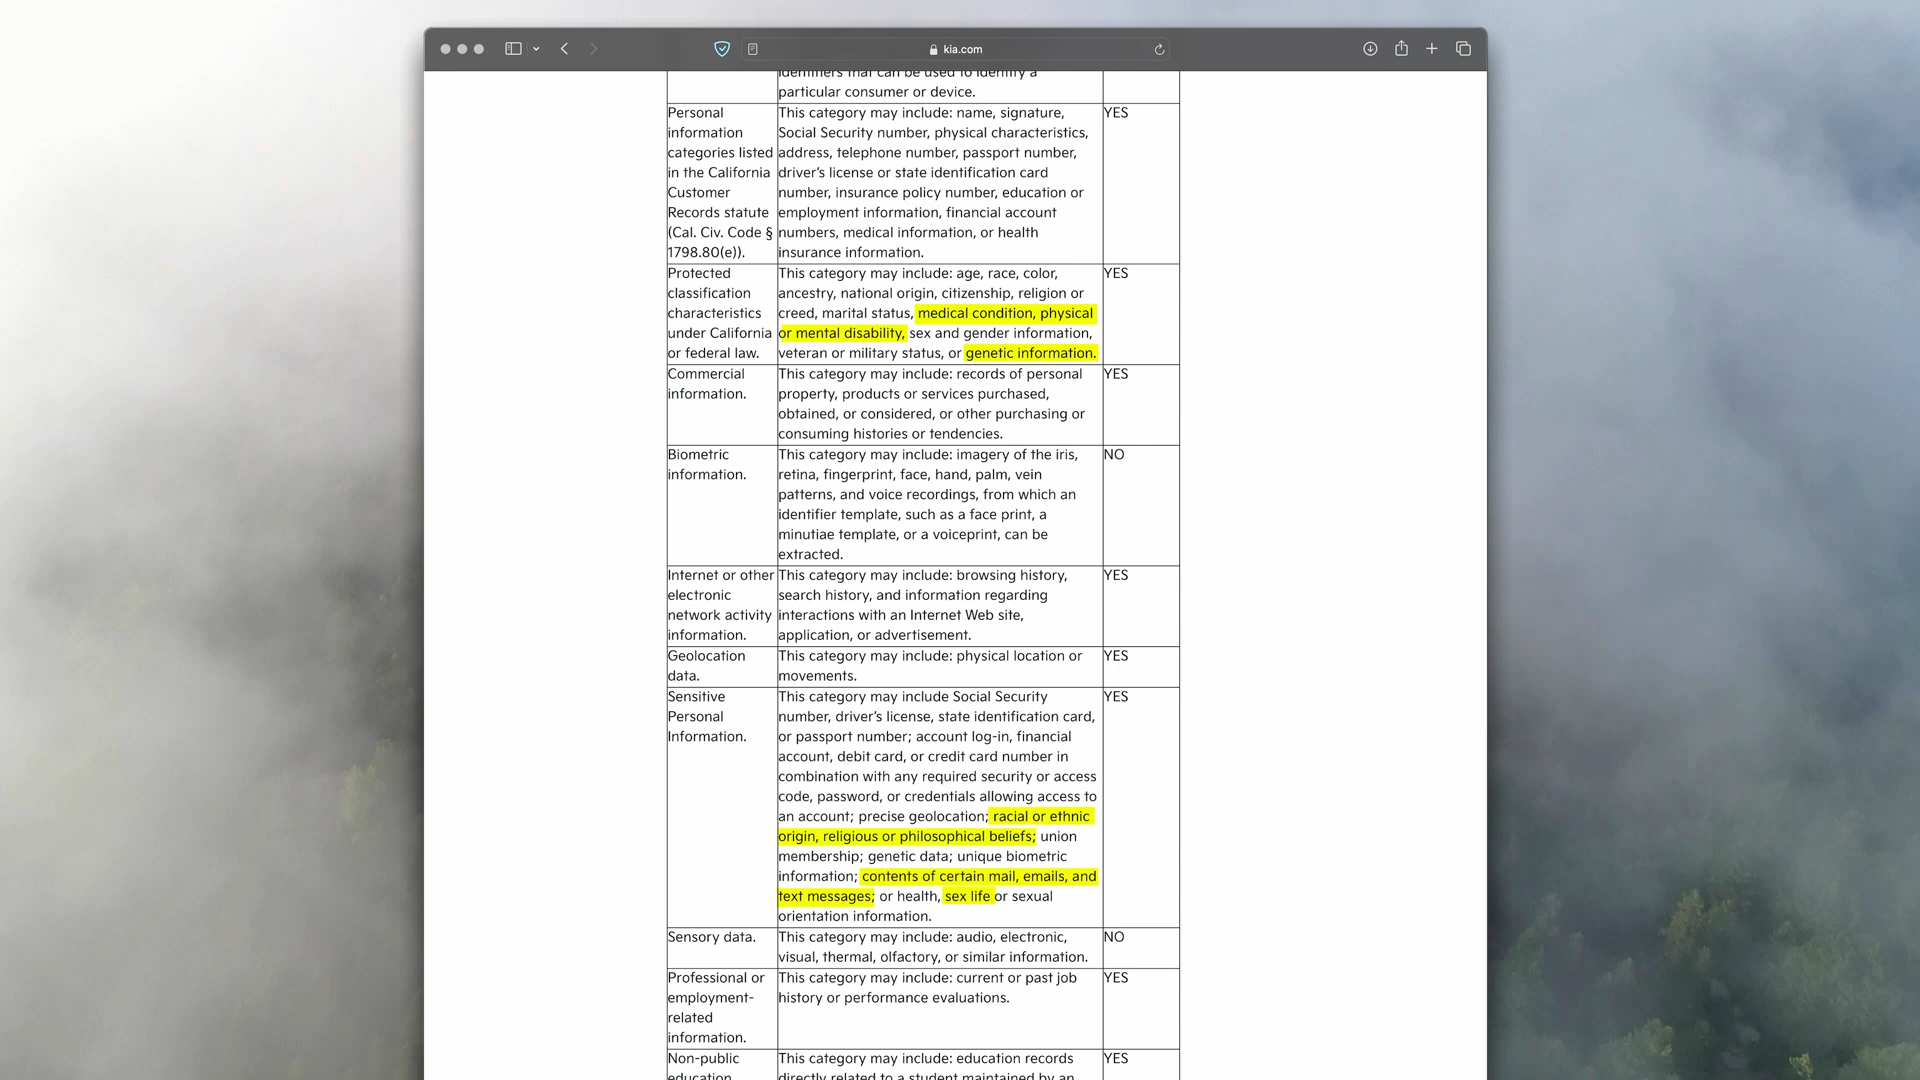 kia.com
identifiers that can be used to identify a
particular consumer or device.
Personal
information
categories listed
in the California
Customer
Records statute
(Cal. Civ. Code §
1798.80(e)).
This category may include: name, signature,
Social Security number, physical characteristics,
address, telephone number, passport number,
driver’s license or state identification card
number, insurance policy number, education or
employment information, financial account
numbers, medical information, or health
insurance information.
YES
Protected
classification
characteristics
under California
or federal law.
This category may include: age, race, color,
ancestry, national origin, citizenship, religion or
creed, marital status, medical condition, physical
or mental disability, sex and gender information,
veteran or military status, or genetic information.
YES
Commercial
information.
This category may include: records of personal
property, products or services purchased,
obtained, or considered, or other purchasing or
consuming histories or tendencies.
YES
Biometric
information.
This category may include: imagery of the iris,
retina, fingerprint, face, hand, palm, vein
patterns, and voice recordings, from which an
identifier template, such as a face print, a
minutiae template, or a voiceprint, can be
extracted.
NO
Internet or other
electronic
network activity
information.
This category may include: browsing history,
search history, and information regarding
interactions with an Internet Web site,
application, or advertisement.
YES
Geolocation
data.
This category may include: physical location or
movements.
YES
Sensitive
Personal
Information.
This category may include Social Security
number, driver’s license, state identification card,
or passport number; account log-in, financial
account, debit card, or credit card number in
combination with any required security or access
code, password, or credentials allowing access to
an account; precise geolocation; racial or ethnic
origin, religious or philosophical beliefs; union
membership; genetic data; unique biometric
information; contents of certain mail, emails, and
text messages; or health, sex life or sexual
orientation information.
YES
Sensory data.
This category may include: audio, electronic,
visual, thermal, olfactory, or similar information.
NO
Professional or
employment-
related
information.
This category may include: current or past job
history or performance evaluations.
YES
Non-public
education
This category may include: education records
directly related to a student maintained by an
YES